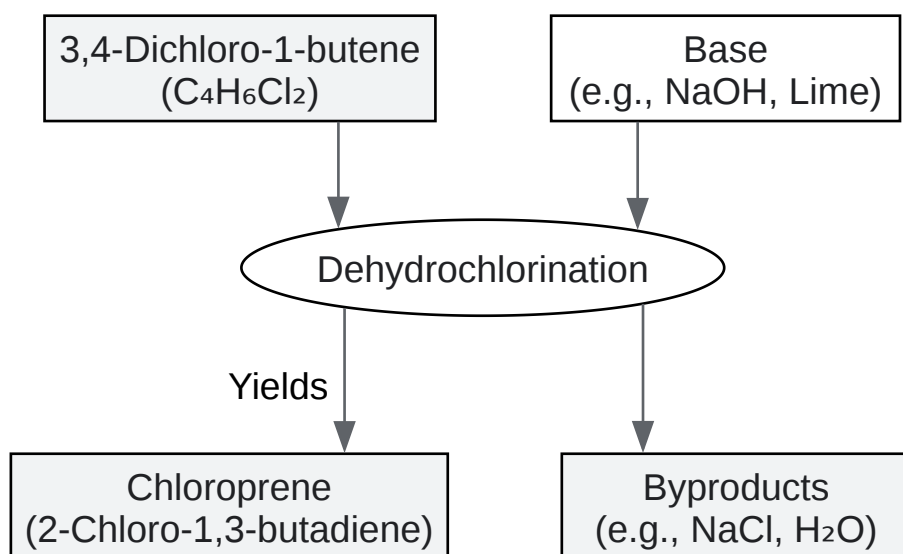 3,4-Dichloro-1-butene
(C₄H₆Cl₂)
Base
(e.g., NaOH, Lime)
Dehydrochlorination
Yields
Chloroprene
(2-Chloro-1,3-butadiene)
Byproducts
(e.g., NaCl, H₂O)